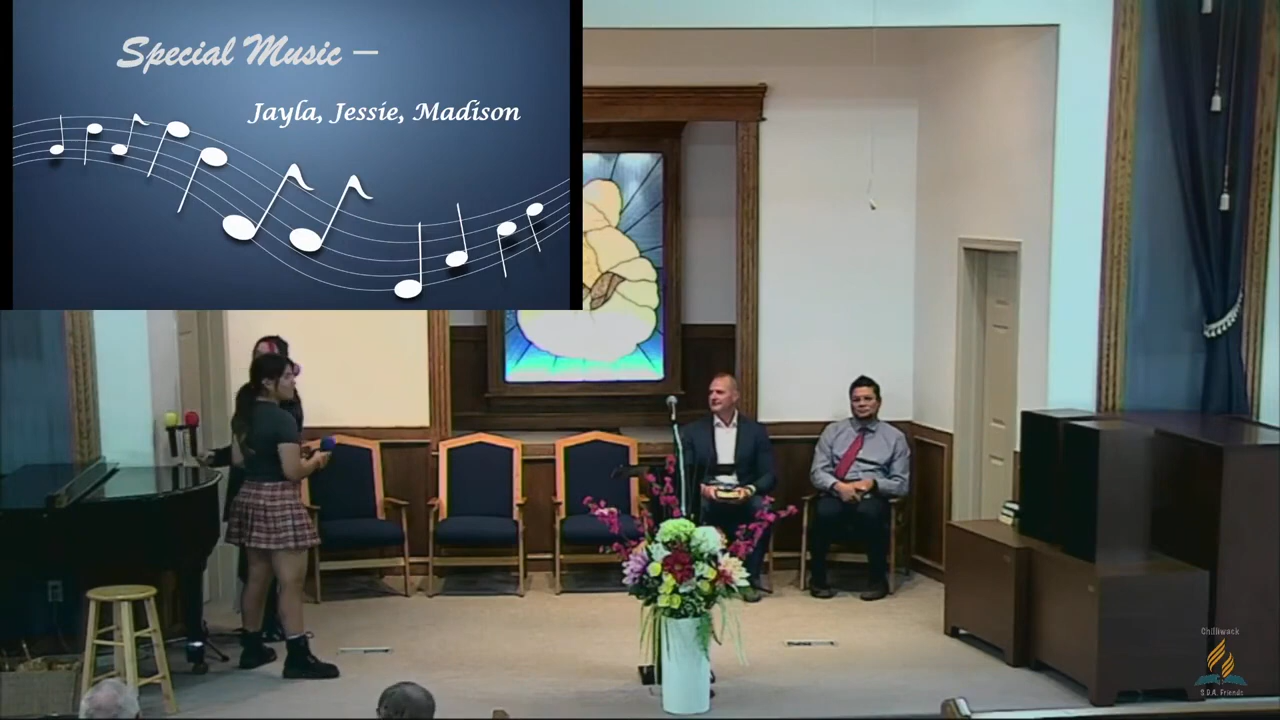 Special Music —
Jayla, Jessie, Madison
Chilliwack
S.D.A. Friends